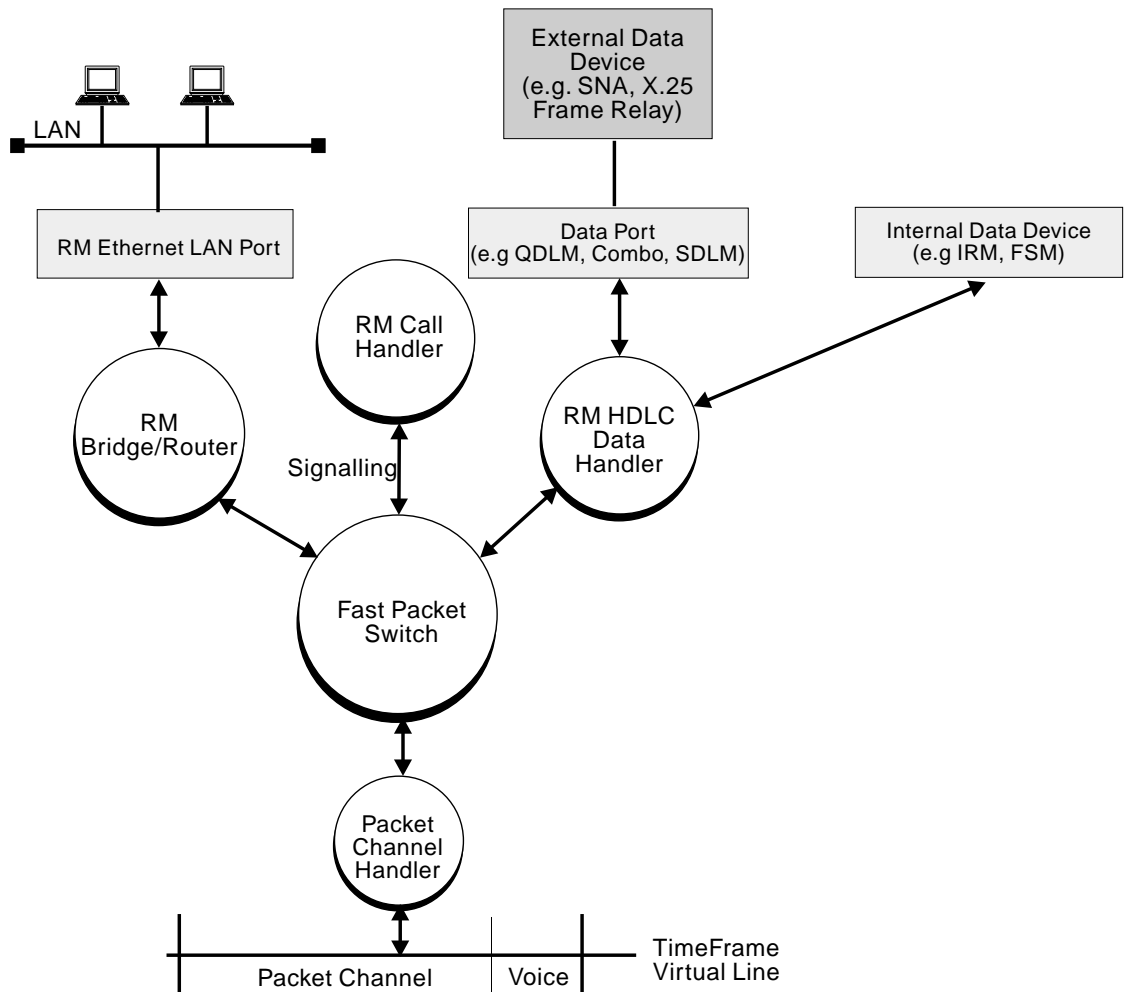 External Data
Device
(e.g. SNA, X.25
Frame Relay)
LAN
RM Ethernet LAN Port
Data Port
(e.g QDLM, Combo, SDLM)
Internal Data Device
(e.g IRM, FSM)
RM Call
Handler
RM
Bridge/Router
RM HDLC
Data
Handler
Signalling
Fast Packet
Switch
Packet
Channel
Handler
TimeFrame
Virtual Line
Packet Channel
Voice